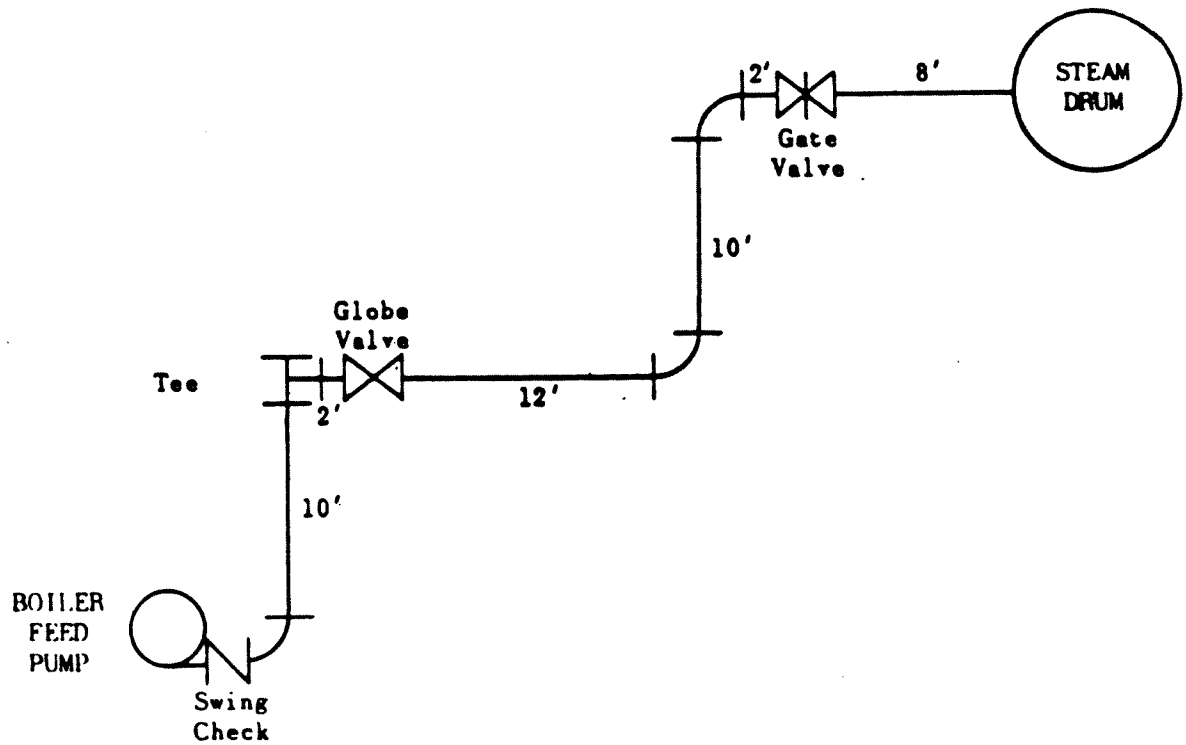 2'
8'
STEAM
DRUM
Gate
Valve
10'
Globe
Valve
Tee
2'
12'
10'
BOILER
FEED
PUMP
Swing
Check